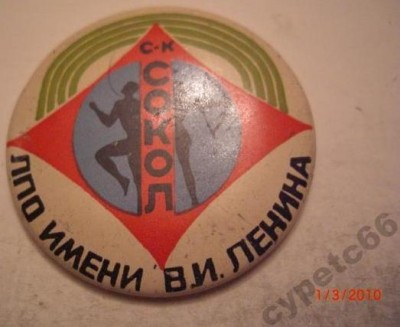 С-К
СОКОЛ
ЛПО ИМЕНИ В.И. ЛЕНИНА
1/3/2010
cypetc66